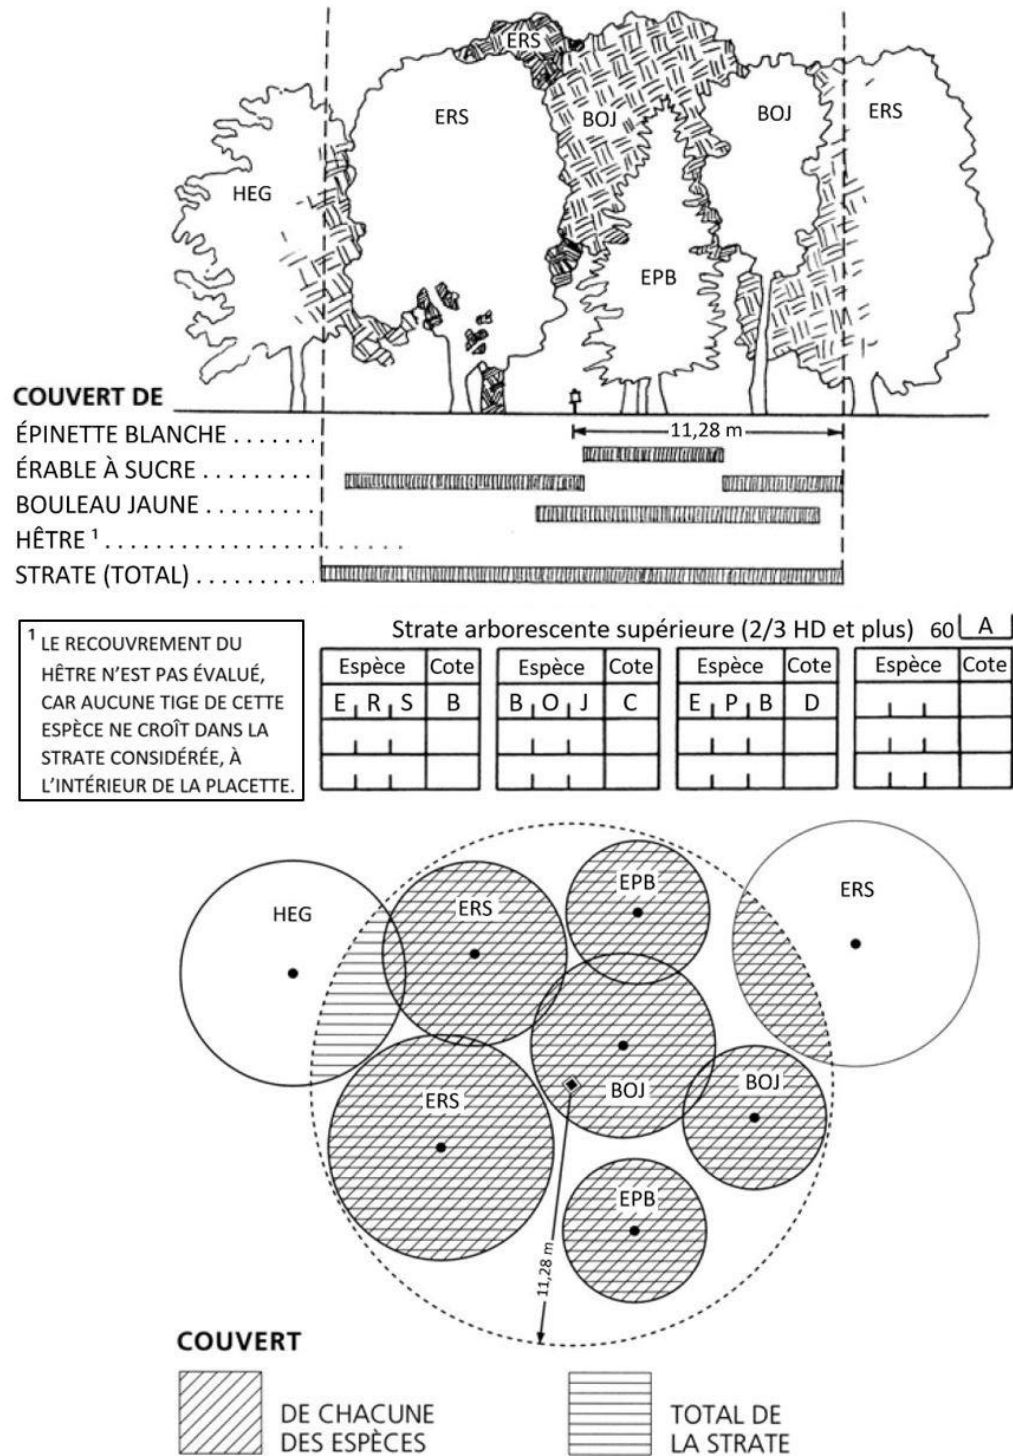 ERS
ERS
BOJ
BOJ
ERS
HEG
EPB
COUVERT DE
11,28 m
ÉPINETTE BLANCHE . . . . . . . .
ÉRABLE À SUCRE . . . . . . . . . .
BOULEAU JAUNE . . . . . . . . . .
HÊTRE ¹ . . . . . . . . . . . . . . . . . . . . . . . . . .
STRATE (TOTAL) . . . . . . . . . . .
¹ LE RECOUVREMENT DU
HÊTRE N’EST PAS ÉVALUÉ,
CAR AUCUNE TIGE DE CETTE
ESPÈCE NE CROÎT DANS LA
STRATE CONSIDÉRÉE, À
L’INTÉRIEUR DE LA PLACETTE.
Strate arborescente supérieure (2/3 HD et plus) 60 A
Espèce Cote Espèce Cote Espèce Cote Espèce Cote
E R S B B O J C E P B D
EPB
ERS
HEG
ERS
BOJ
BOJ
ERS
EPB
11,28 m
COUVERT
DE CHACUNE
DES ESPÈCES
TOTAL DE
LA STRATE